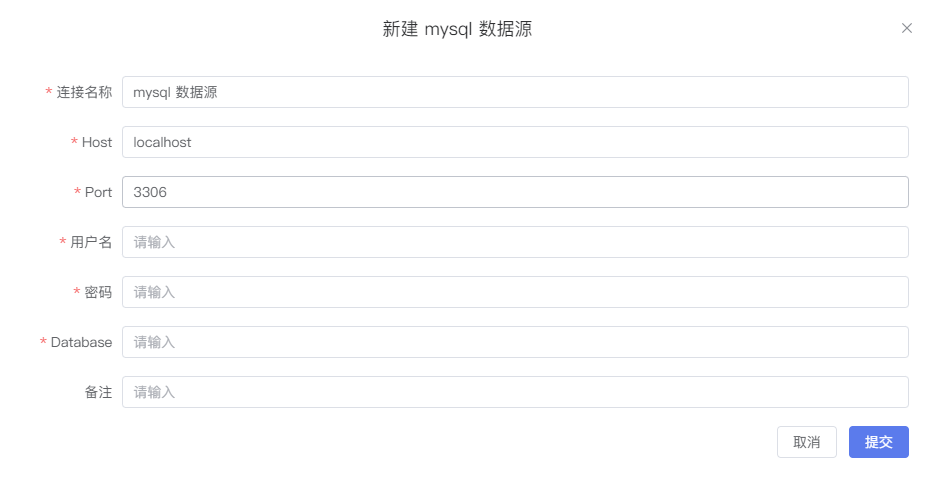 新建 mysql 数据源
* 连接名称 mysql 数据源
* Host localhost
* Port 3306
* 用户名 请输入
* 密码 请输入
* Database 请输入
备注 请输入
取消 提交